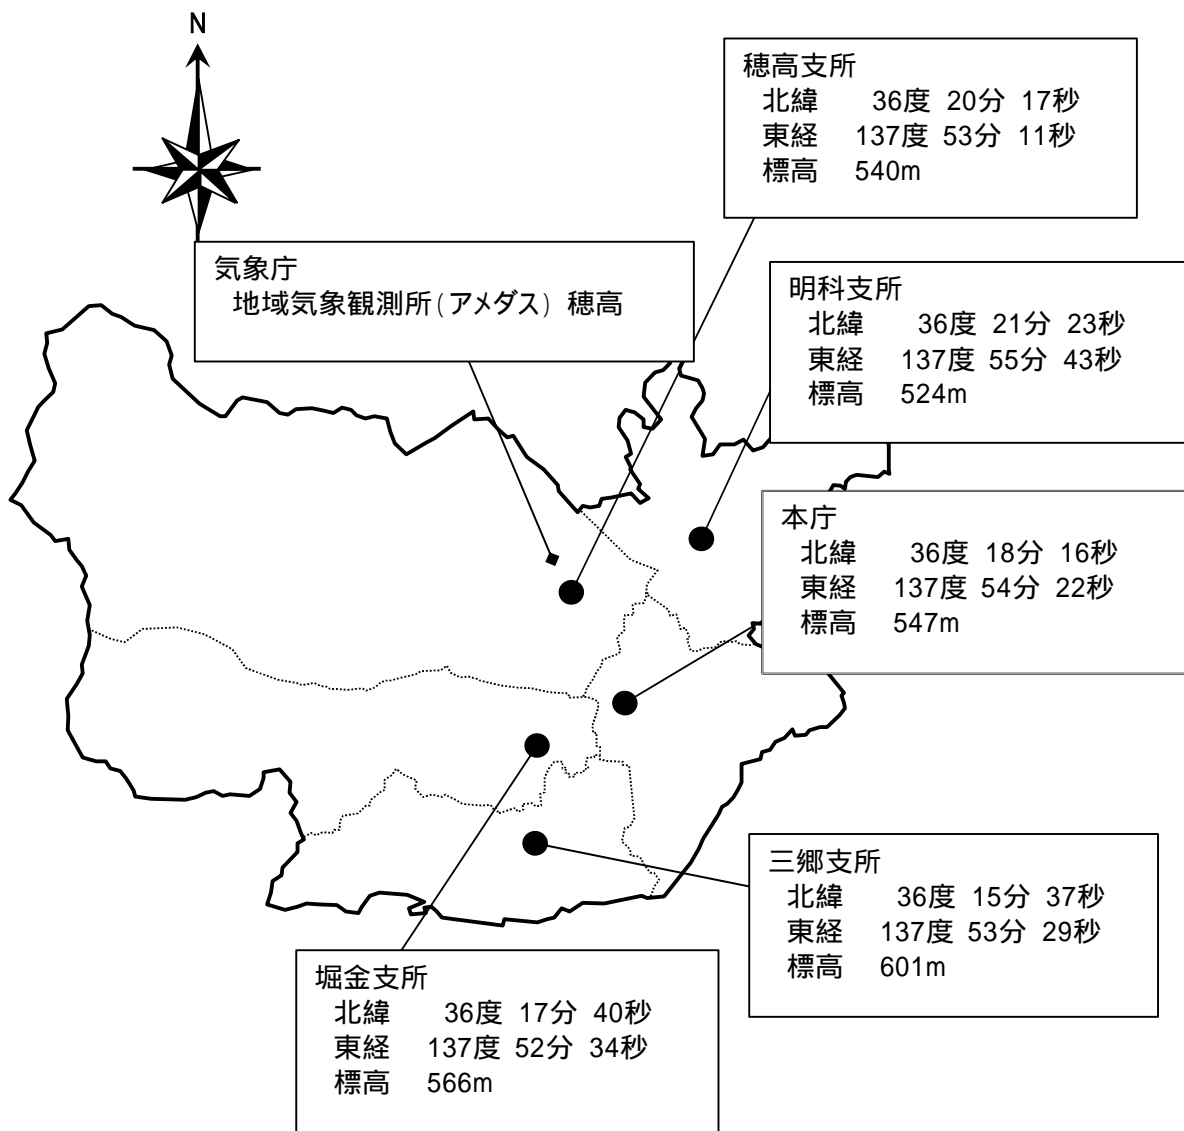 N
穂高支所
北緯 36度 20分 17秒
東経 137度 53分 11秒
標高 540m
気象庁
地域気象観測所(アメダス) 穂高
明科支所
北緯 36度 21分 23秒
東経 137度 55分 43秒
標高 524m
本庁
北緯 36度 18分 16秒
東経 137度 54分 22秒
標高 547m
三郷支所
北緯 36度 15分 37秒
東経 137度 53分 29秒
標高 601m
堀金支所
北緯 36度 17分 40秒
東経 137度 52分 34秒
標高 566m